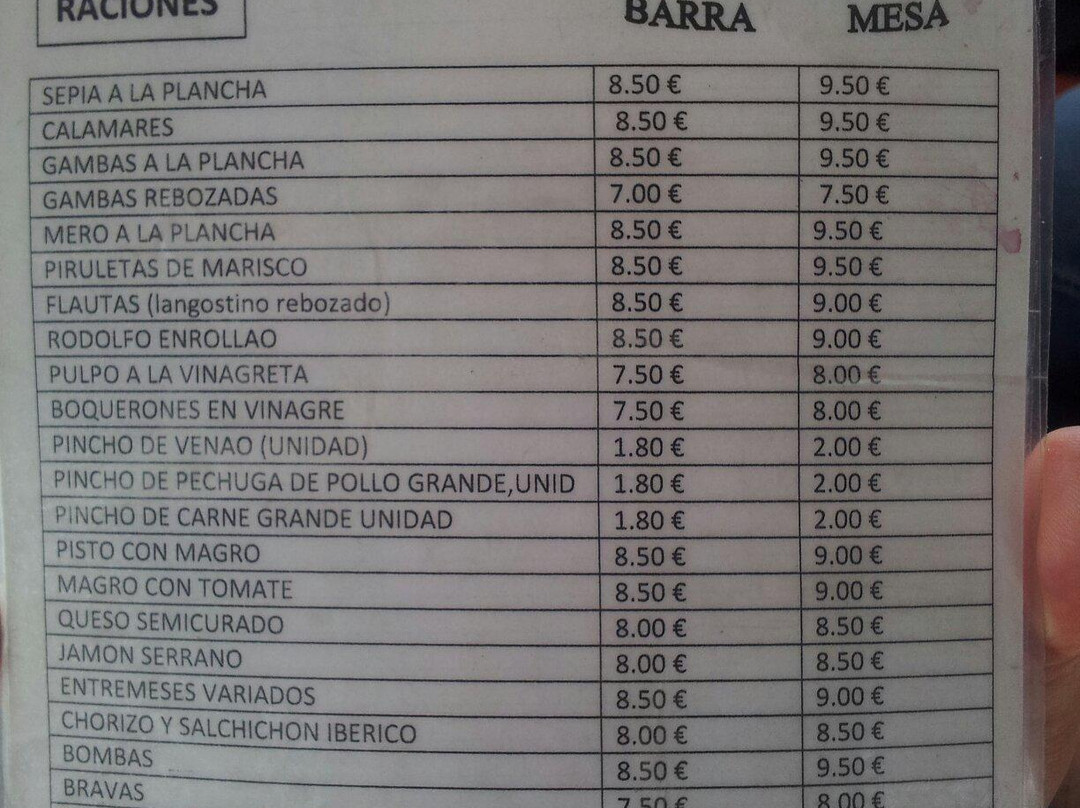 RACIONES BARRA MESA
SEPIA A LA PLANCHA 8.50 € 9.50 €
CALAMARES 8.50 € 9.50 €
GAMBAS A LA PLANCHA 8.50 € 9.50 €
GAMBAS REBOZADAS 7.00 € 7.50 €
MERO A LA PLANCHA 8.50 € 9.50 €
PIRULETAS DE MARISCO 8.50 € 9.50 €
FLAUTAS (langostino rebozado) 8.50 € 9.00 €
RODOLFO ENROLLAO 8.50 € 9.00 €
PULPO A LA VINAGRETA 7.50 € 8.00 €
BOQUERONES EN VINAGRE 7.50 € 8.00 €
PINCHO DE VENAO (UNIDAD) 1.80 € 2.00 €
PINCHO DE PECHUGA DE POLLO GRANDE,UNID 1.80 € 2.00 €
PINCHO DE CARNE GRANDE UNIDAD 1.80 € 2.00 €
PISTO CON MAGRO 8.50 € 9.00 €
MAGRO CON TOMATE 8.50 € 9.00 €
QUESO SEMICURADO 8.00 € 8.50 €
JAMON SERRANO 8.00 € 8.50 €
ENTREMESES VARIADOS 8.50 € 9.00 €
CHORIZO Y SALCHICHON IBERICO 8.00 € 8.50 €
BOMBAS 8.50 € 9.50 €
BRAVAS 7.50 € 8.00 €